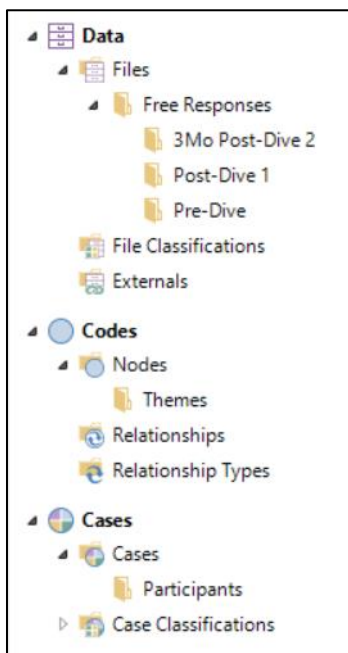 Data
Files
Free Responses
3Mo Post-Dive 2
Post-Dive 1
Pre-Dive
File Classifications
Externals
Codes
Nodes
Themes
Relationships
Relationship Types
Cases
Cases
Participants
Case Classifications